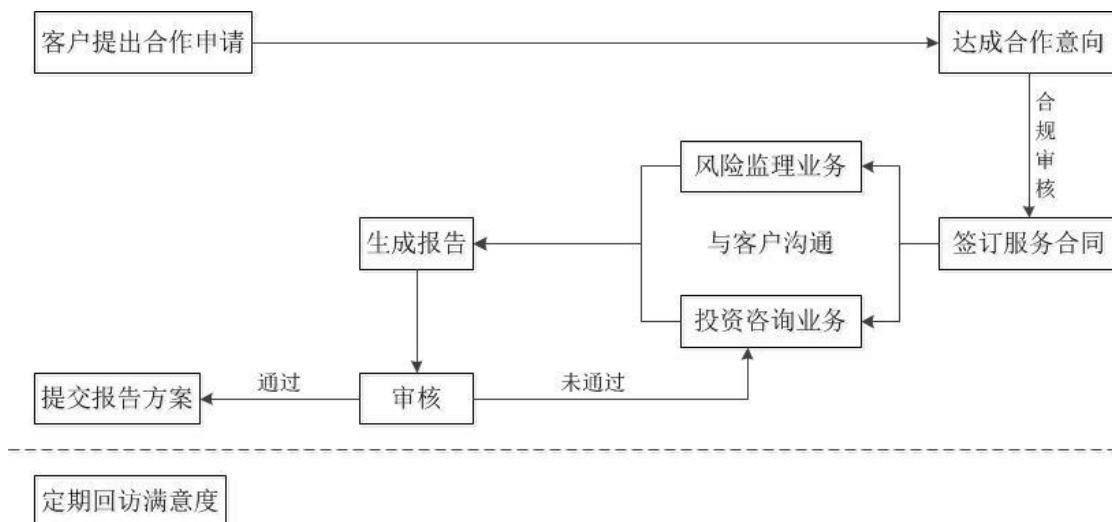 客户提出合作申请
达成合作意向
合规审核
风险监理业务
生成报告
与客户沟通
签订服务合同
投资咨询业务
提交报告方案
通过
审核
未通过
定期回访满意度